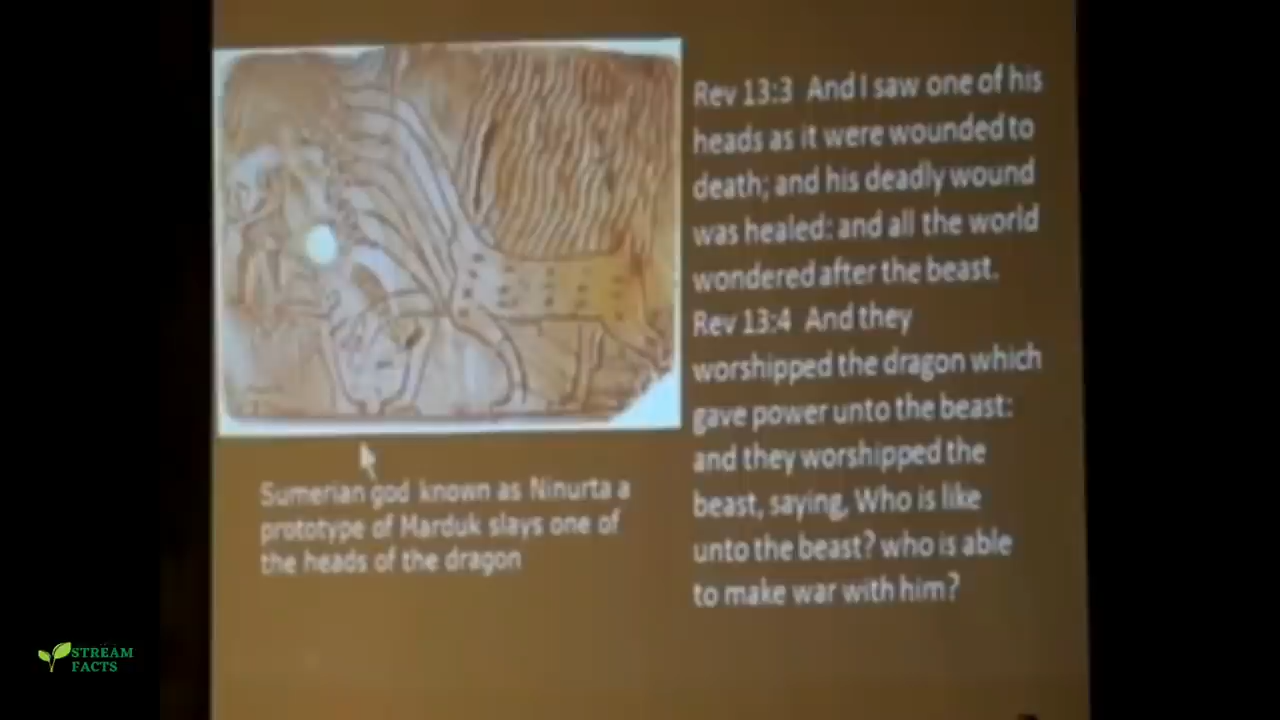 Rev 13:3 And I saw one of his
heads as it were wounded to
death; and his deadly wound
was healed: and all the world
wondered after the beast.
Rev 13:4 And they
worshipped the dragon which
gave power unto the beast:
and they worshipped the
beast, saying, Who is like
unto the beast? who is able
to make war with him?
Sumerian god known as Ninurta a
prototype of Marduk slays one of
the heads of the dragon
STREAM
FACTS